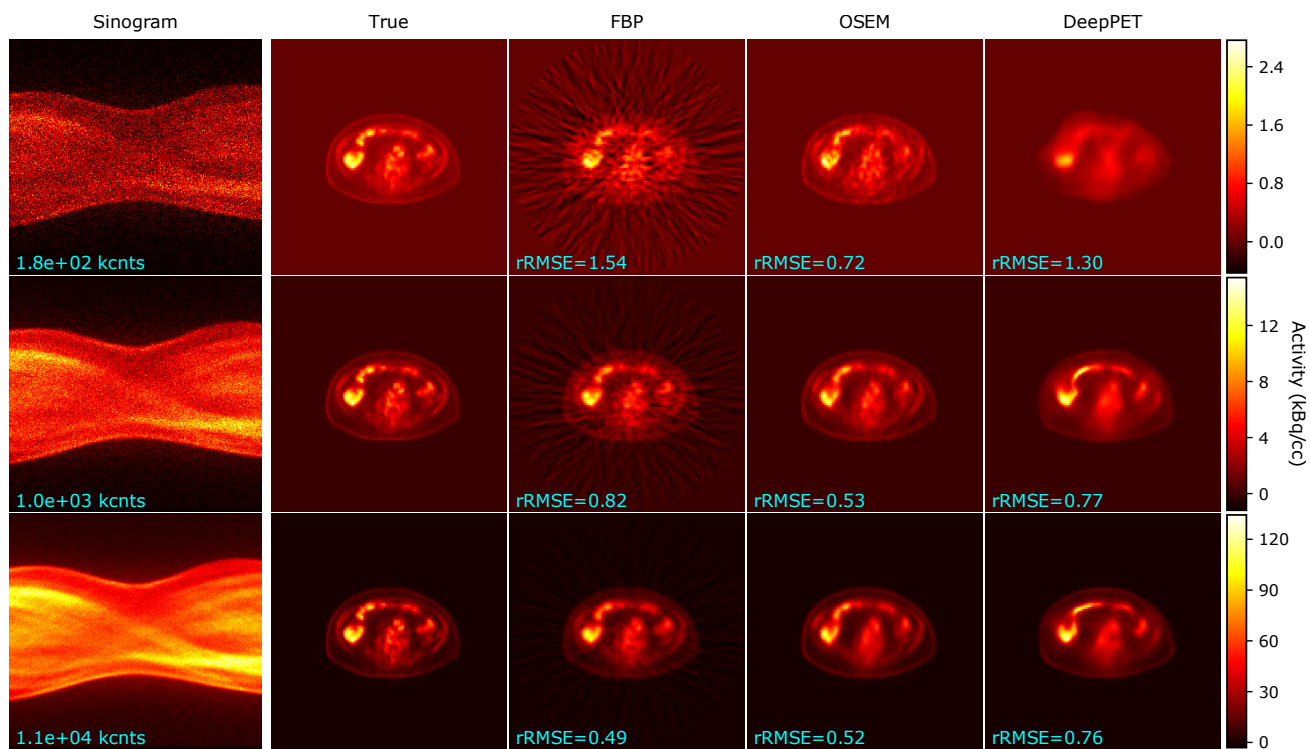 Sinogram
True
FBP
OSEM
DeepPET
1.8e+02 kcnts
rRMSE=1.54
rRMSE=0.72
rRMSE=1.30
2.4
1.6
0.8
0.0
1.0e+03 kcnts
rRMSE=0.82
rRMSE=0.53
rRMSE=0.77
12
8
4
0
Activity (kBq/cc)
1.1e+04 kcnts
rRMSE=0.49
rRMSE=0.52
rRMSE=0.76
120
90
60
30
0